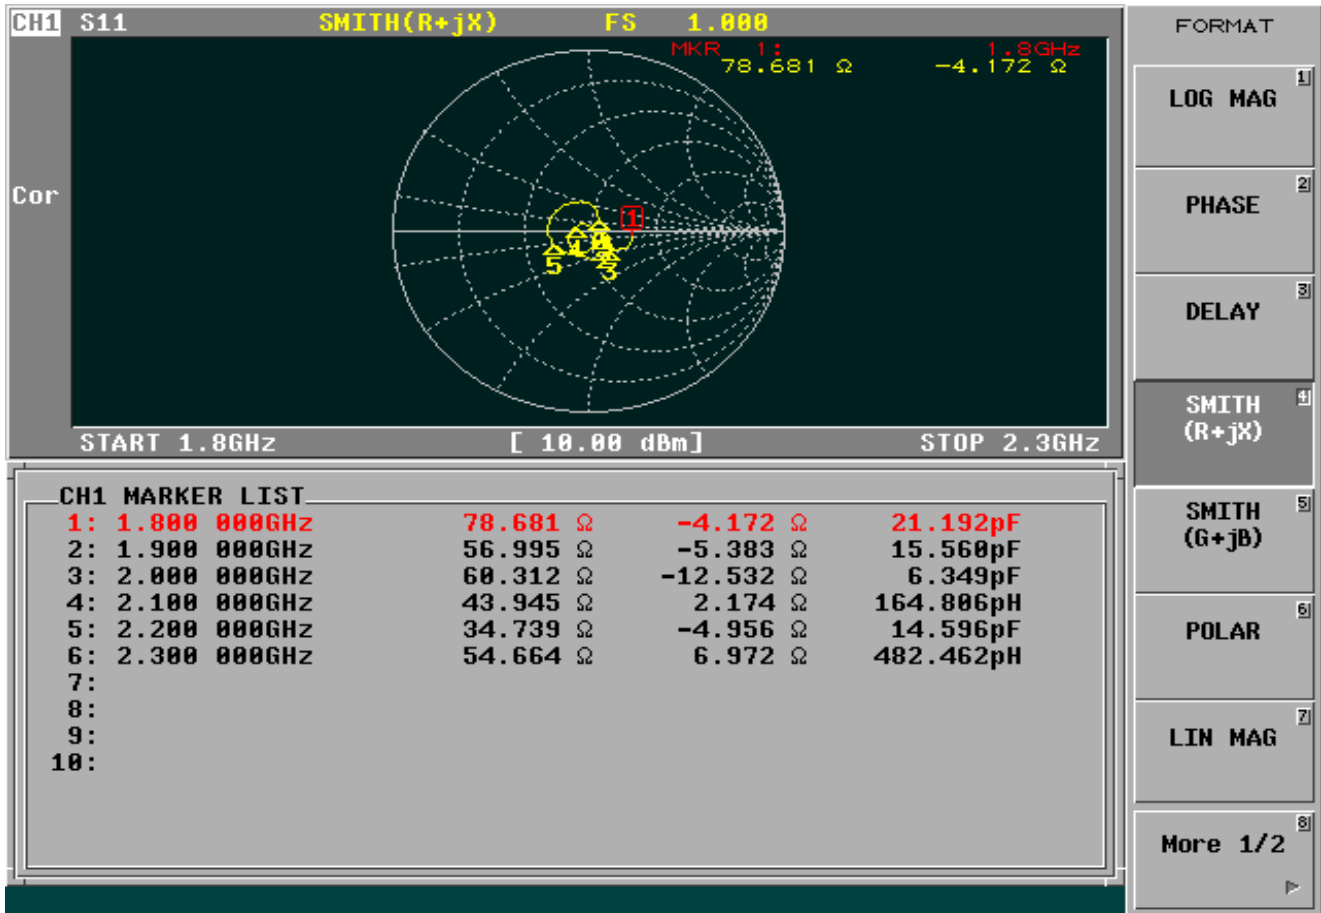 CH1 S11 SMITH(R+jX) FS 1.000
MKR 1: 1.8GHz
78.681 Ω -4.172 Ω
Cor
1
5
3
START 1.8GHz [ 10.00 dBm] STOP 2.3GHz
CH1 MARKER LIST
1: 1.800 000GHz 78.681 Ω -4.172 Ω 21.192pF
2: 1.900 000GHz 56.995 Ω -5.383 Ω 15.560pF
3: 2.000 000GHz 60.312 Ω -12.532 Ω 6.349pF
4: 2.100 000GHz 43.945 Ω 2.174 Ω 164.806pH
5: 2.200 000GHz 34.739 Ω -4.956 Ω 14.596pF
6: 2.300 000GHz 54.664 Ω 6.972 Ω 482.462pH
7:
8:
9:
10:
FORMAT
1
LOG MAG
2
PHASE
3
DELAY
4
SMITH
(R+jX)
5
SMITH
(G+jB)
6
POLAR
7
LIN MAG
8
More 1/2